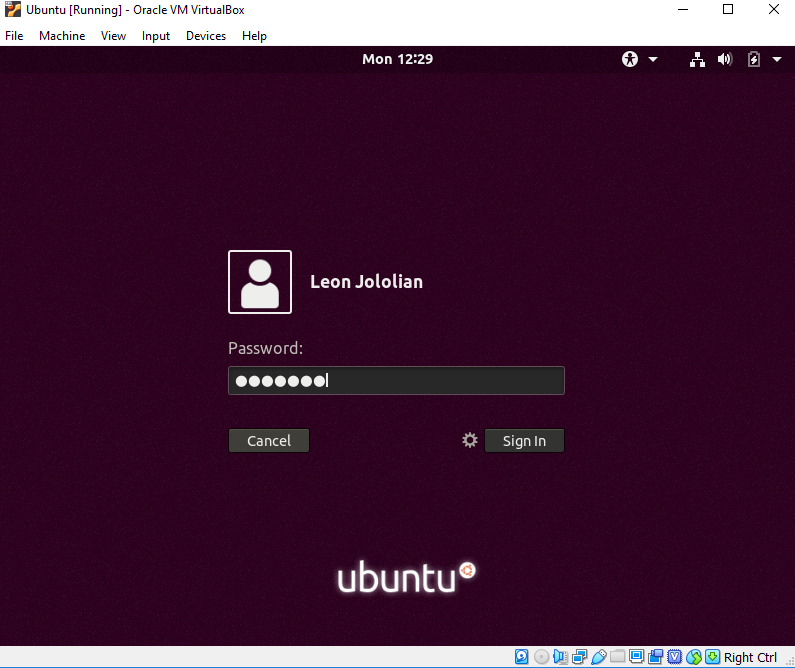 Ubuntu [Running] - Oracle VM VirtualBox
File Machine View Input Devices Help
Mon 12:29
Leon Jololian
Password:
Cancel
Sign In
ubuntu
Right Ctrl